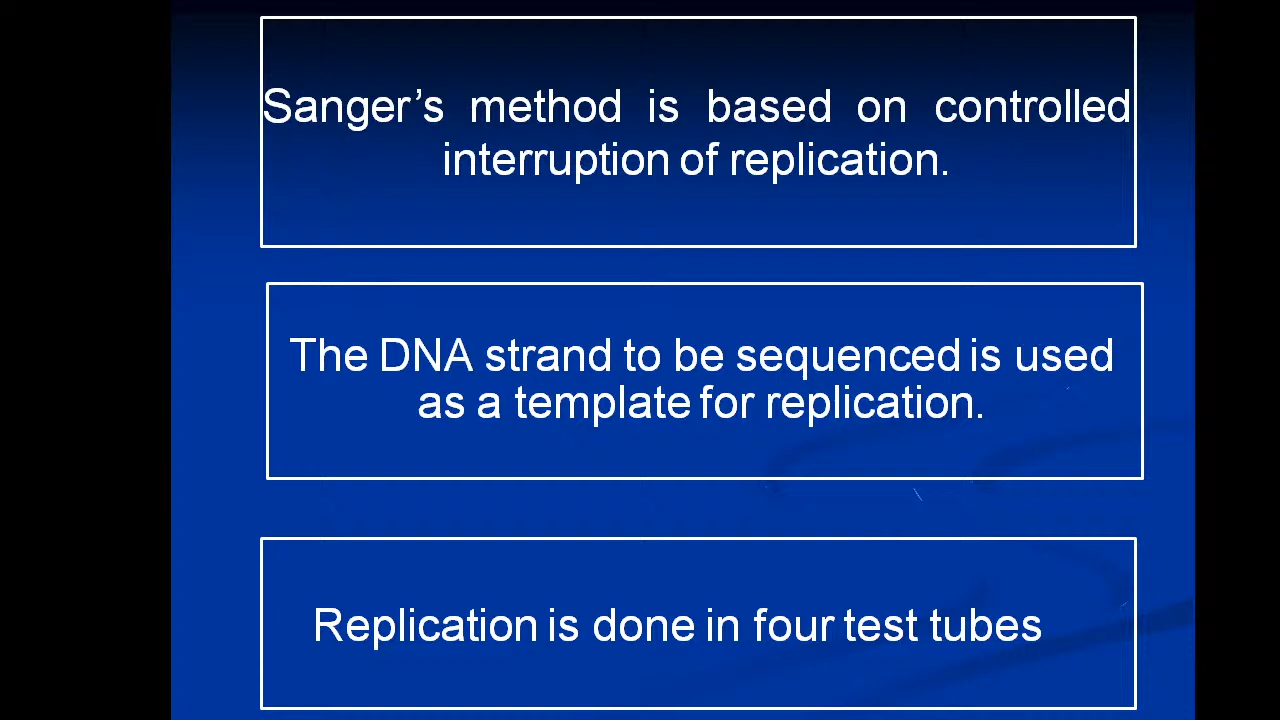 Sanger’s method is based on controlled
interruption of replication.
The DNA strand to be sequenced is used
as a template for replication.
Replication is done in four test tubes